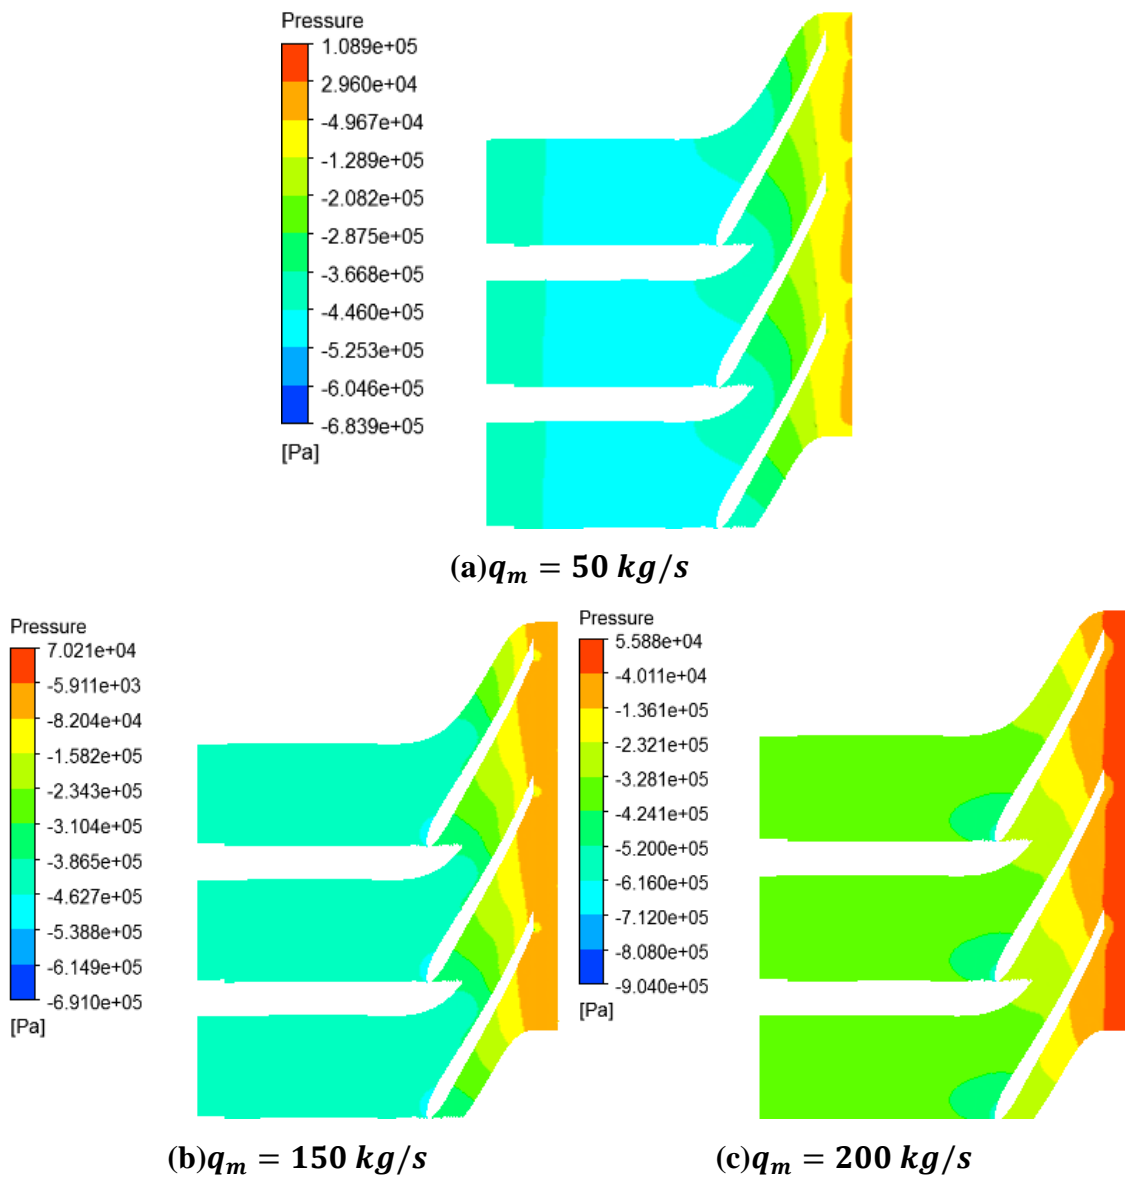 Pressure
1.089e+05
2.960e+04
-4.967e+04
-1.289e+05
-2.082e+05
-2.875e+05
-3.668e+05
-4.460e+05
-5.253e+05
-6.046e+05
-6.839e+05
[Pa]
(a)q_m = 50 kg/s
Pressure
7.021e+04
-5.911e+03
-8.204e+04
-1.582e+05
-2.343e+05
-3.104e+05
-3.865e+05
-4.627e+05
-5.388e+05
-6.149e+05
-6.910e+05
[Pa]
(b)q_m = 150 kg/s
Pressure
5.588e+04
-4.011e+04
-1.361e+05
-2.321e+05
-3.281e+05
-4.241e+05
-5.200e+05
-6.160e+05
-7.120e+05
-8.080e+05
-9.040e+05
[Pa]
(c)q_m = 200 kg/s